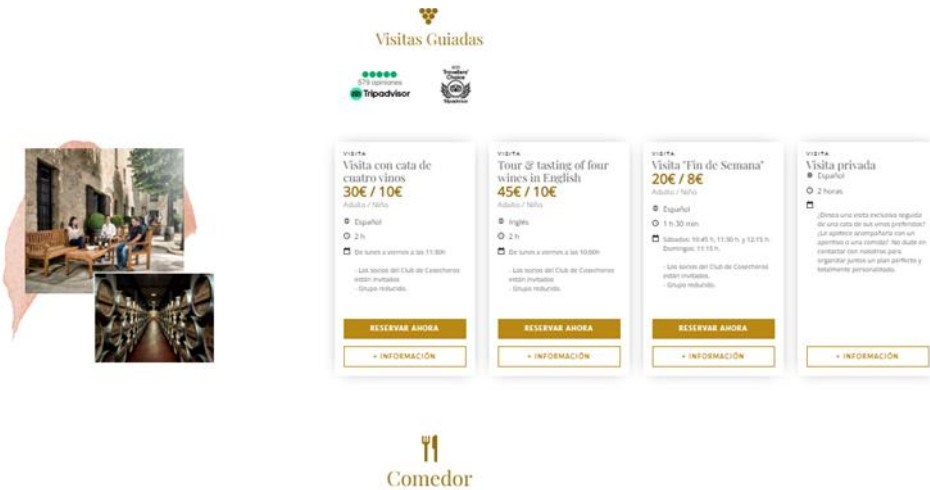 Visitas Guiadas
579 opiniones
Tripadvisor
Travellers'
Choice
Tripadvisor
VISITA
Visita con cata de
cuatro vinos
30€ / 10€
Adulto / Niño
Español
2 h
De lunes a viernes a las 11:30h
- Los socios del Club de Cosecheros
están invitados
- Grupo reducido.
RESERVAR AHORA
+ INFORMACIÓN
VISITA
Tour & tasting of four
wines in English
45€ / 10€
Adulto / Niño
Inglés
2 h
De lunes a viernes a las 10:00h
- Los socios del Club de Cosecheros
están invitados
- Grupo reducido.
RESERVAR AHORA
+ INFORMACIÓN
VISITA
Visita "Fin de Semana"
20€ / 8€
Adulto / Niño
Español
1 h 30 min
Sábados: 10:45 h, 11:30 h. y 12:15 h.
Domingos: 11:15 h.
- Los socios del Club de Cosecheros
están invitados.
- Grupo reducido.
RESERVAR AHORA
+ INFORMACIÓN
VISITA
Visita privada
Español
2 horas
¿Desea una visita exclusiva seguida
de una cata de sus vinos preferidos?
¿Le apetece acompañarla con un
aperitivo o una comida? No dude en
contactar con nosotros para
organizar juntos un plan perfecto y
totalmente personalizado.
+ INFORMACIÓN
Comedor